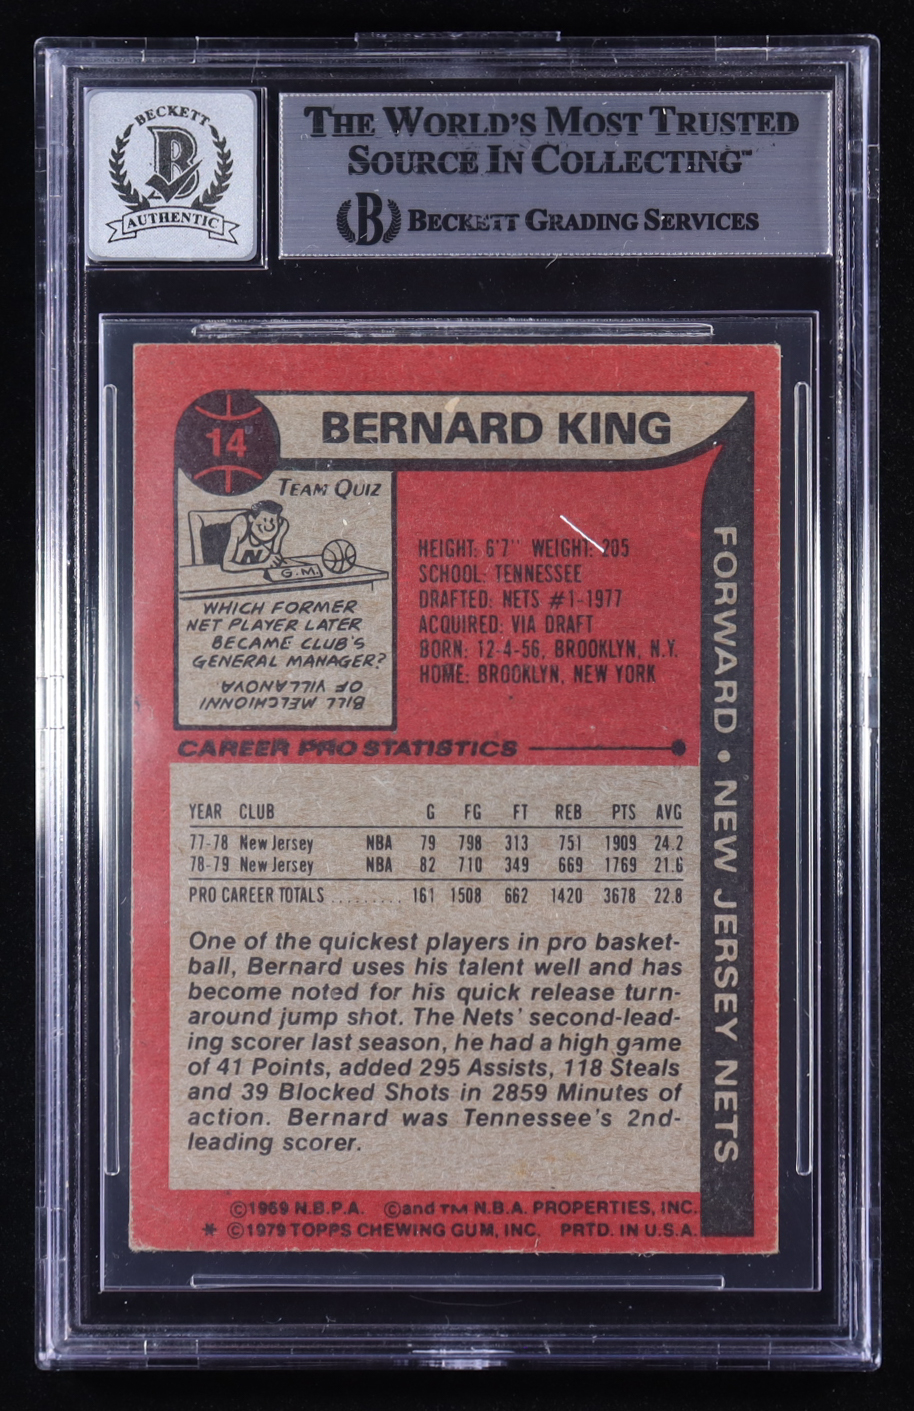 BECKETT
B
AUTHENTIC
THE WORLD'S MOST TRUSTED
SOURCE IN COLLECTING™
B BECKETT GRADING SERVICES
14
BERNARD KING
TEAM QUIZ
N
G.M.
WHICH FORMER
NET PLAYER LATER
BECAME CLUB'S
GENERAL MANAGER?
BILL MELCHIONNI
OF VILLANOVA
HEIGHT: 6'7" WEIGHT: 205
SCHOOL: TENNESSEE
DRAFTED: NETS #1-1977
ACQUIRED: VIA DRAFT
BORN: 12-4-56, BROOKLYN, N.Y.
HOME: BROOKLYN, NEW YORK
FORWARD • NEW JERSEY NETS
CAREER PRO STATISTICS
YEAR CLUB G FG FT REB PTS AVG
77-78 New Jersey NBA 79 798 313 751 1909 24.2
78-79 New Jersey NBA 82 710 349 669 1769 21.6
PRO CAREER TOTALS ......... 161 1508 662 1420 3678 22.8
One of the quickest players in pro basket-
ball, Bernard uses his talent well and has
become noted for his quick release turn-
around jump shot. The Nets' second-lead-
ing scorer last season, he had a high game
of 41 Points, added 295 Assists, 118 Steals
and 39 Blocked Shots in 2859 Minutes of
action. Bernard was Tennessee's 2nd-
leading scorer.
©1969 N.B.P.A. ©and TM N.B.A. PROPERTIES, INC.
* ©1979 TOPPS CHEWING GUM, INC. PRTD. IN U.S.A.